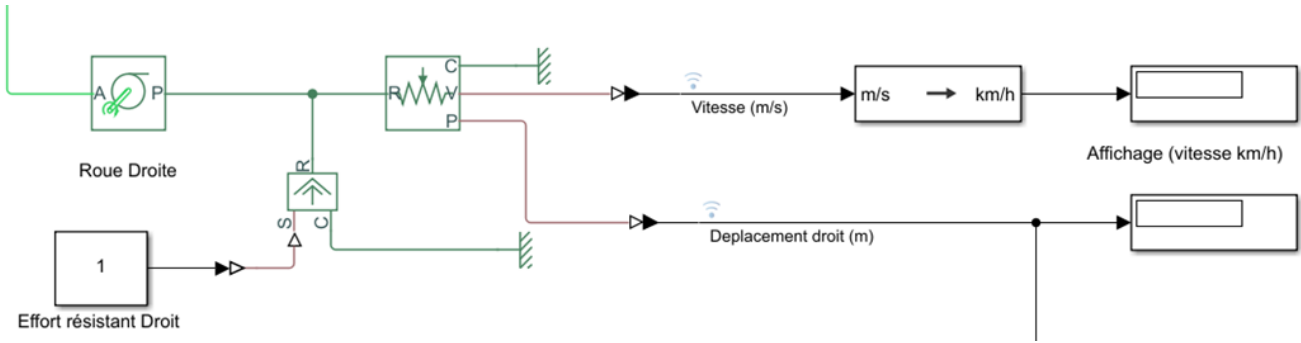 A P
Roue Droite
R C V P
Vitesse (m/s)
m/s km/h
Affichage (vitesse km/h)
R
S C
Deplacement droit (m)
1
Effort résistant Droit